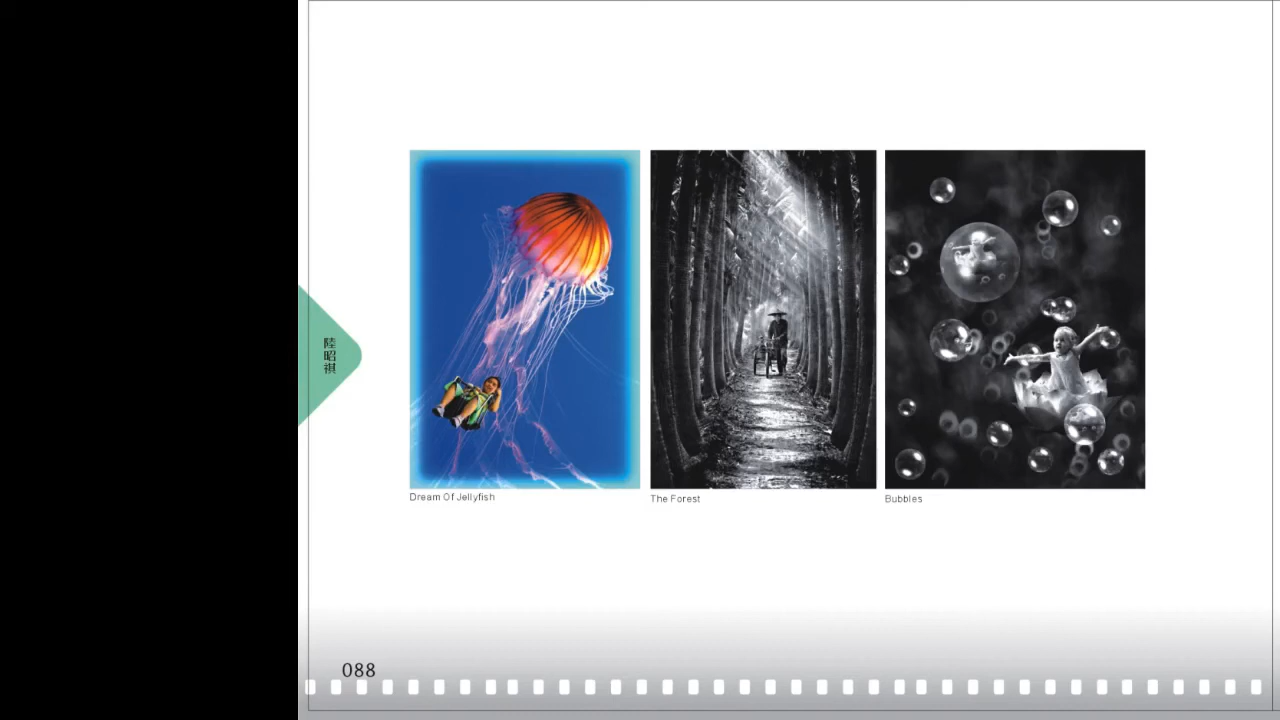 陸昭祺
Dream Of Jellyfish
The Forest
Bubbles
088